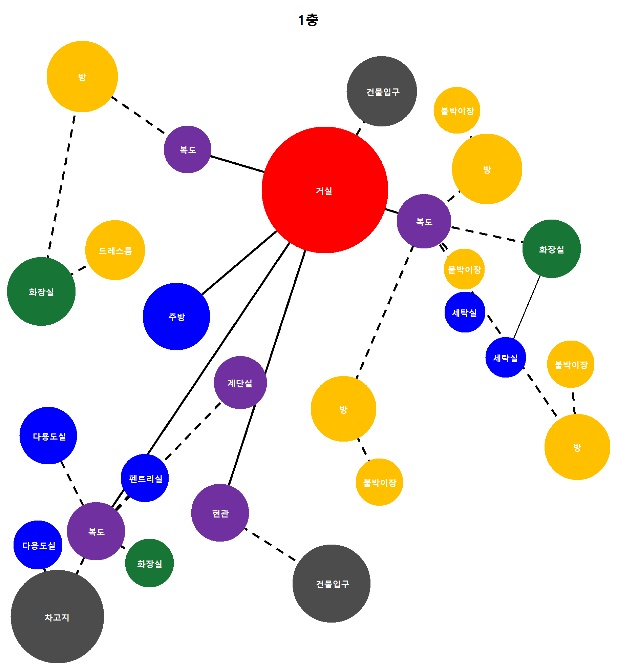 1층
방
건물입구
붙박이장
복도
방
거실
복도
드레스룸
화장실
붙박이장
화장실
주방
세탁실
세탁실
붙박이장
계단실
방
다용도실
방
펜트리실
붙박이장
현관
복도
다용도실
화장실
건물입구
차고지